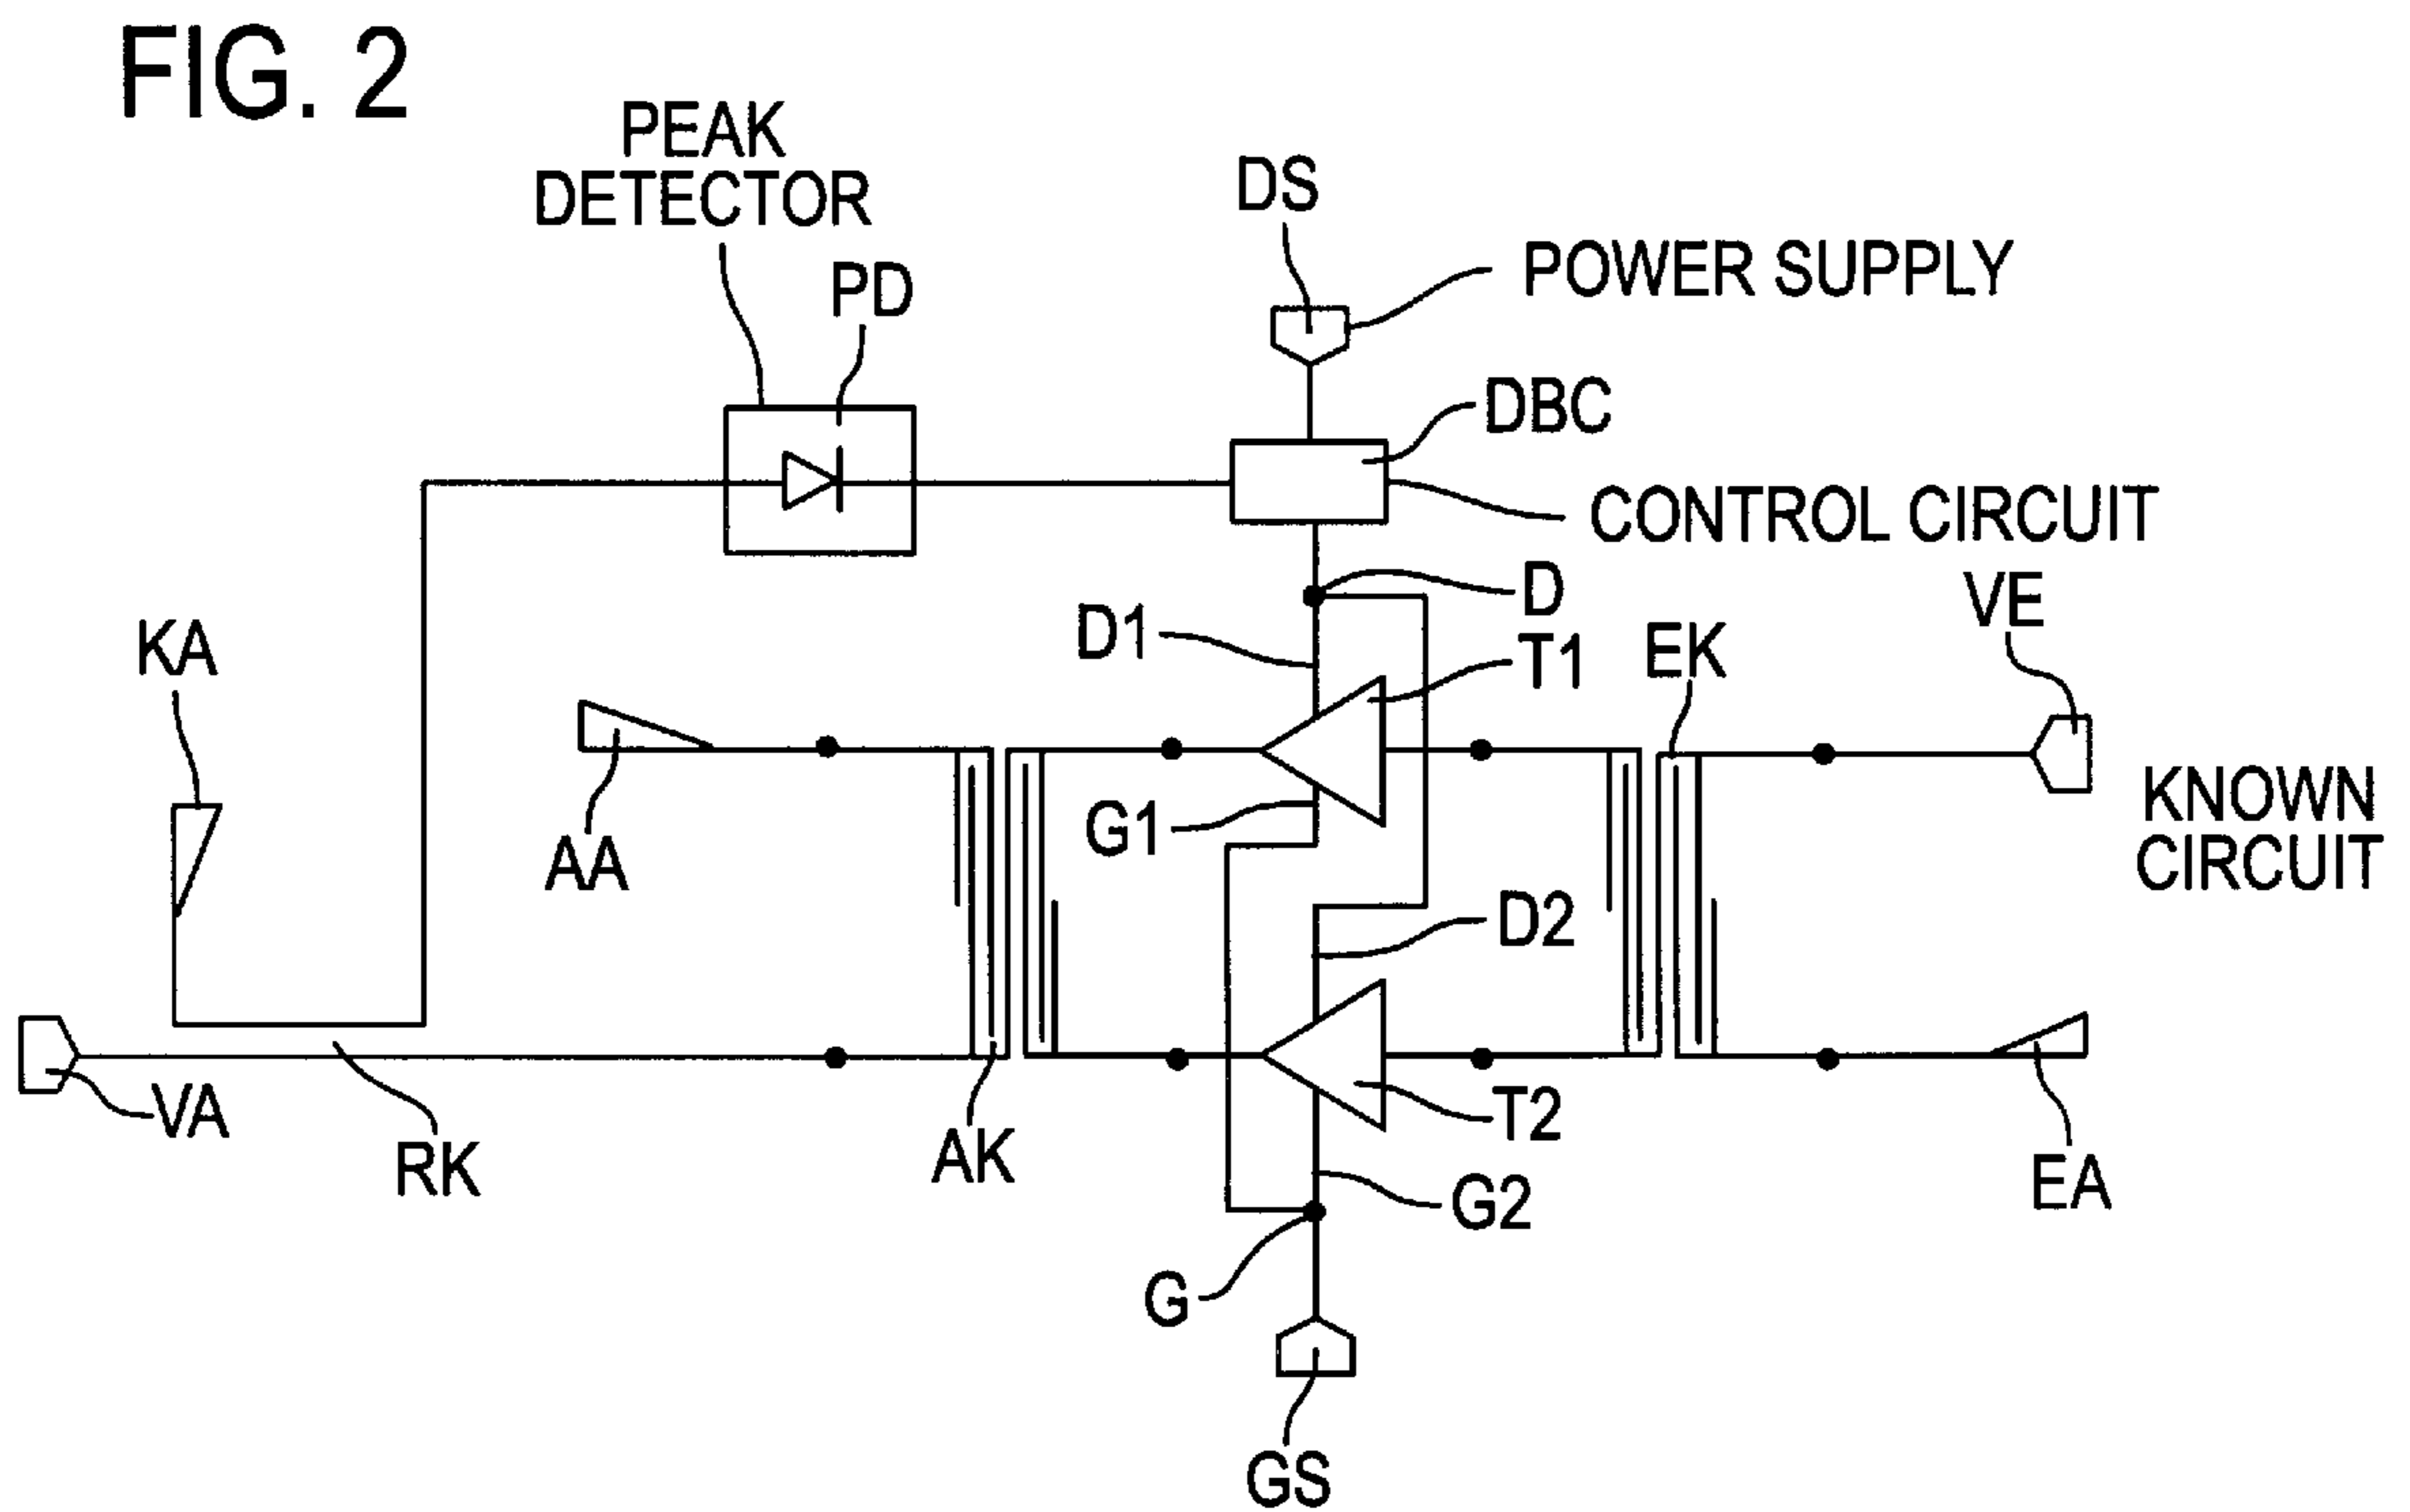 FIG. 2
PEAK
DETECTOR
PD
DS
POWER SUPPLY
DBC
CONTROL CIRCUIT
D
VE
D1
T1
EK
KA
AA
G1
KNOWN
CIRCUIT
D2
VA
RK
AK
T2
G2
EA
G
GS